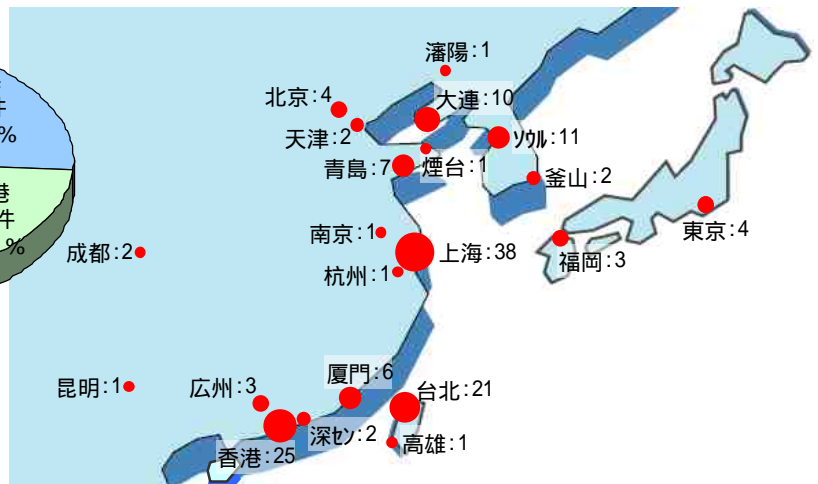 瀋陽:1
北京:4
大連:10
天津:2
ソウル:11
青島:7
煙台:1
釜山:2
件
%
港
件
%
南京:1
東京:4
成都:2
上海:38
福岡:3
杭州:1
厦門:6
昆明:1
広州:3
台北:21
深セン:2
高雄:1
香港:25